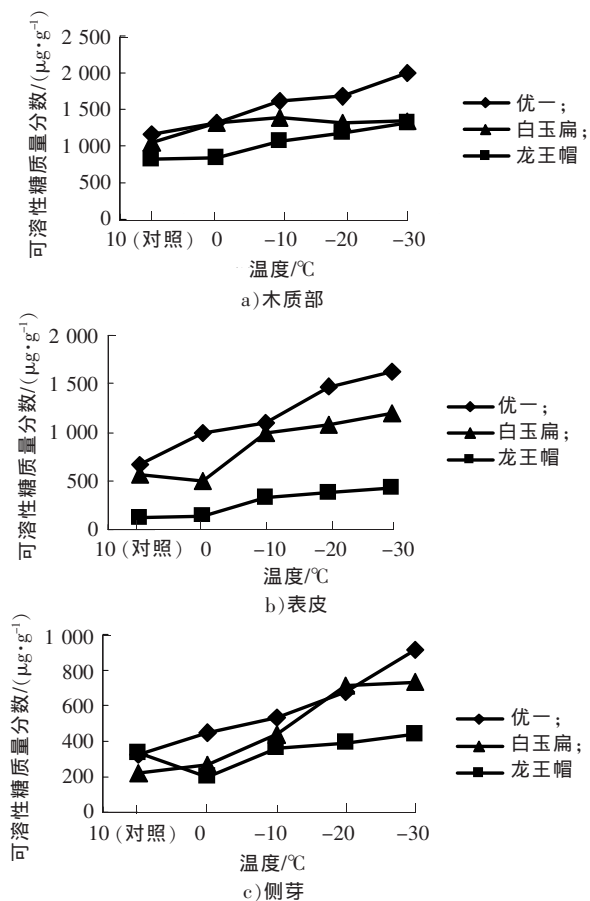 可溶性糖质量分数/(μg·g⁻¹)
2 500
2 000
1 500
1 000
500
0
优一；
白玉扁；
龙王帽
10 (对照) 0 -10 -20 -30
温度/℃
a)木质部
可溶性糖质量分数/(μg·g⁻¹)
2 000
1 500
1 000
500
0
优一；
白玉扁；
龙王帽
10 (对照) 0 -10 -20 -30
温度/℃
b)表皮
可溶性糖质量分数/(μg·g⁻¹)
1 000
800
600
400
200
0
优一；
白玉扁；
龙王帽
10 (对照) 0 -10 -20 -30
温度/℃
c)侧芽